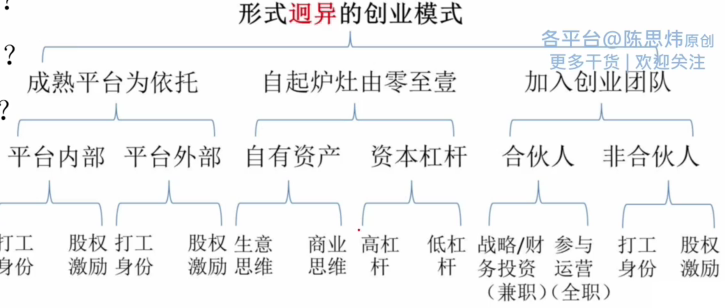 ?
?
?
形式迥异的创业模式
各平台@陈思炜原创
更多干货 | 欢迎关注
成熟平台为依托 自起炉灶由零至壹 加入创业团队
平台内部 平台外部 自有资产 资本杠杆 合伙人 非合伙人
打工 股权 打工 股权 生意 商业 高杠 低杠 战略/财 参与 打工 股权
身份 激励 身份 激励 思维 思维 杆 杆 务投资 运营 身份 激励
(兼职) (全职)